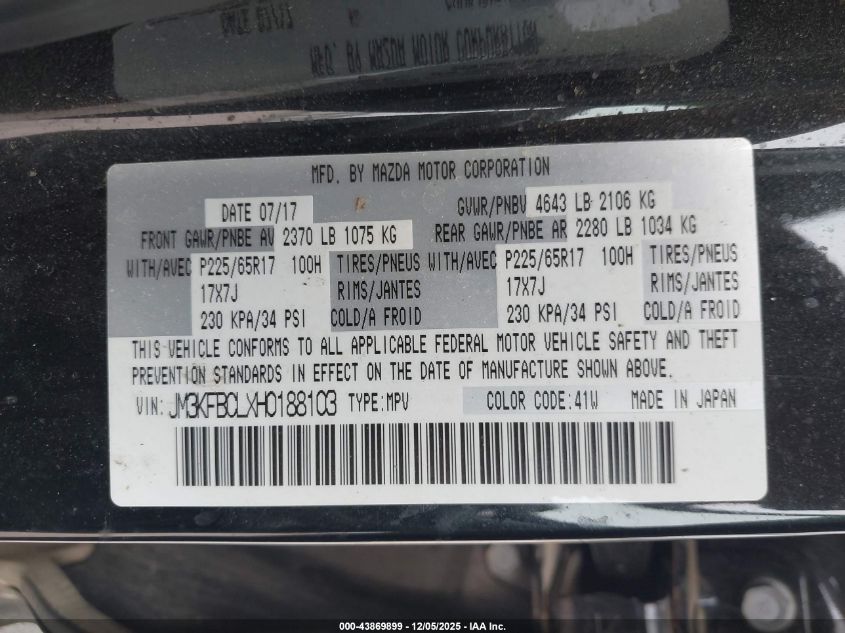 MFD. BY MAZDA MOTOR CORPORATION
DATE 07/17 GVWR/PNBV 4643 LB 2106 KG
FRONT GAWR/PNBE AV 2370 LB 1075 KG REAR GAWR/PNBE AR 2280 LB 1034 KG
WITH/AVEC P225/65R17 100H TIRES/PNEUS WITH/AVEC P225/65R17 100H TIRES/PNEUS
17X7J RIMS/JANTES 17X7J RIMS/JANTES
230 KPA/34 PSI COLD/A FROID 230 KPA/34 PSI COLD/A FROID
THIS VEHICLE CONFORMS TO ALL APPLICABLE FEDERAL MOTOR VEHICLE SAFETY AND THEFT
PREVENTION STANDARDS IN EFFECT ON THE DATE OF MANUFACTURE SHOWN ABOVE.
VIN: JM3KFBCLXH0188103 TYPE:MPV COLOR CODE:41W MADE IN JAPAN
000-43869899 - 12/05/2025 - IAA Inc.